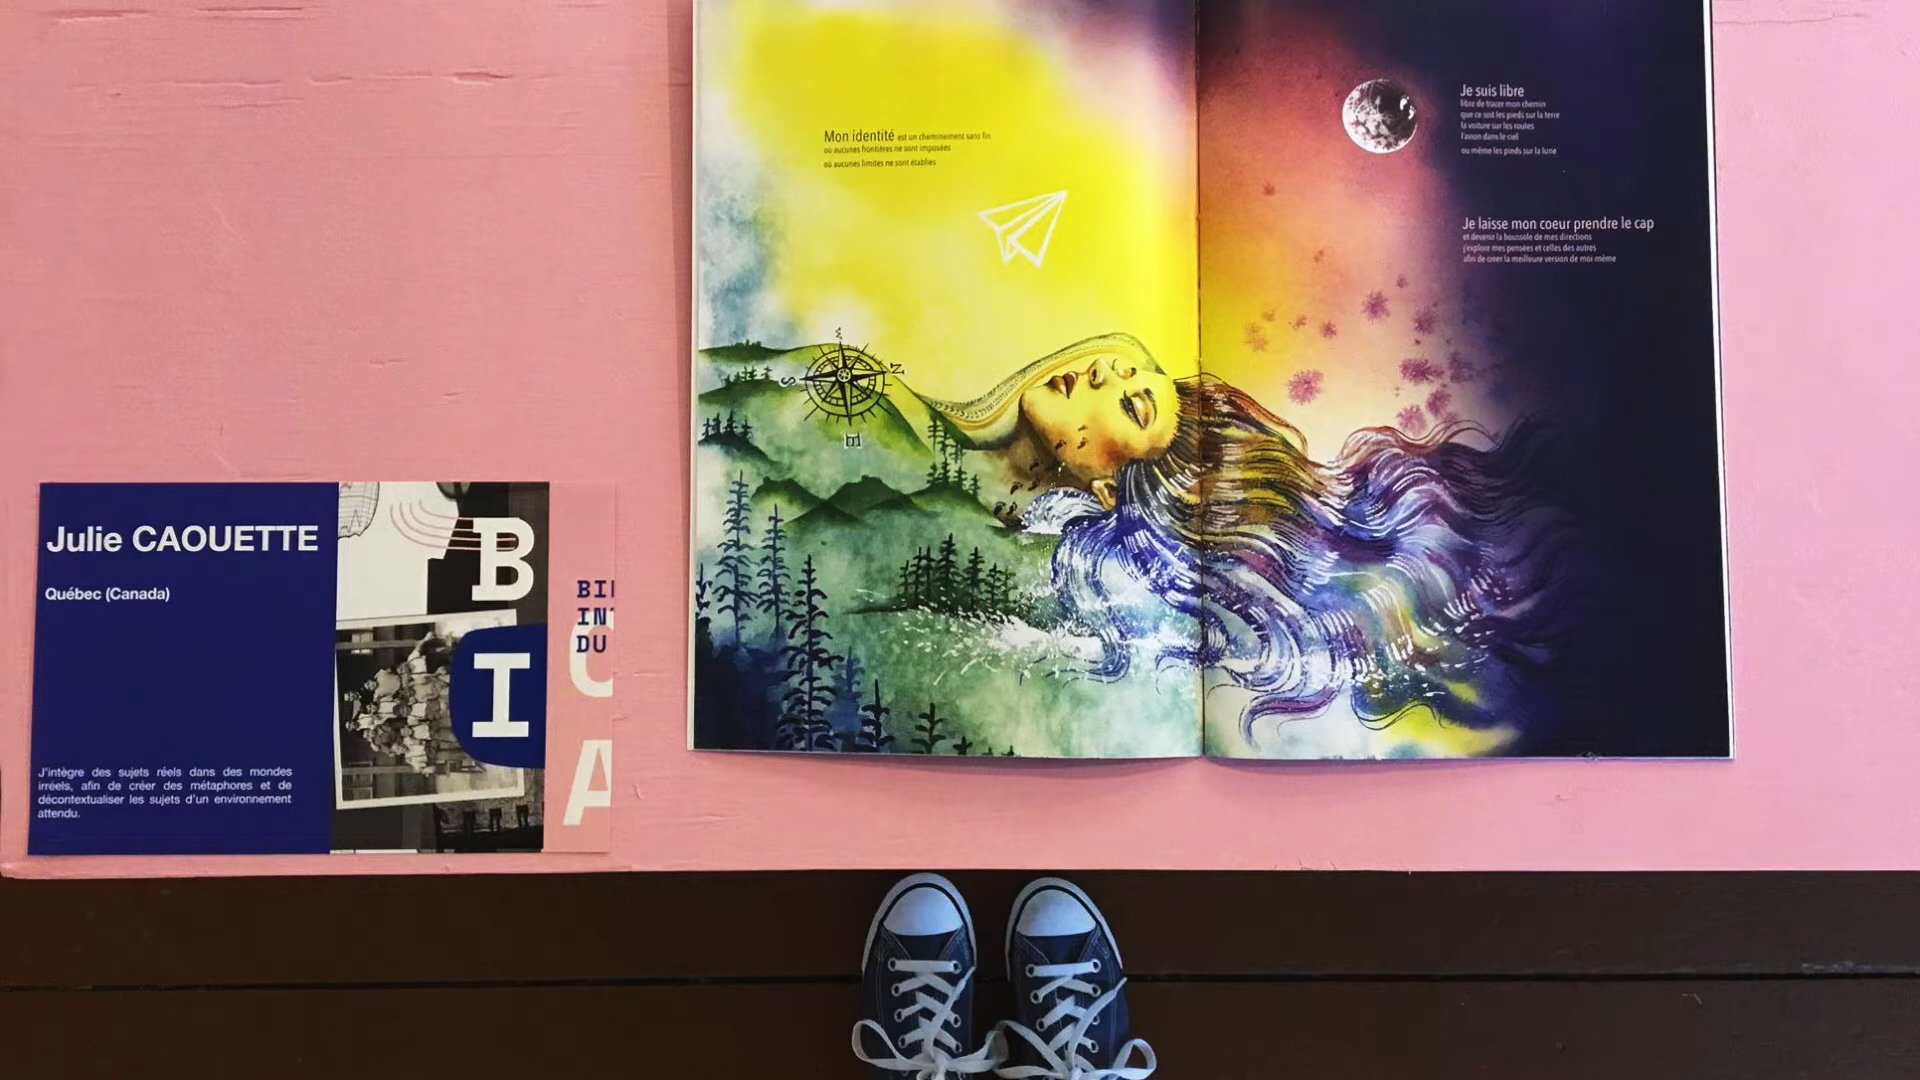 Mon identité est un cheminement sans fin
où aucunes frontières ne sont imposées
où aucunes limites ne sont établies
Je suis libre
libre de tracer mon chemin
que ce soit les pieds sur la terre
la voiture sur les routes
l'avion dans le ciel
ou même les pieds sur la lune
Je laisse mon coeur prendre le cap
et devenir la boussole de mes directions
j'explore mes pensées et celles des autres
afin de créer la meilleure version de moi même
N
S
E
Julie CAOUETTE
Québec (Canada)
J'intègre des sujets réels dans des mondes
irréels, afin de créer des métaphores et de
décontextualiser les sujets d'un environnement
attendu.
B
I
C
A
BI
IN
DU